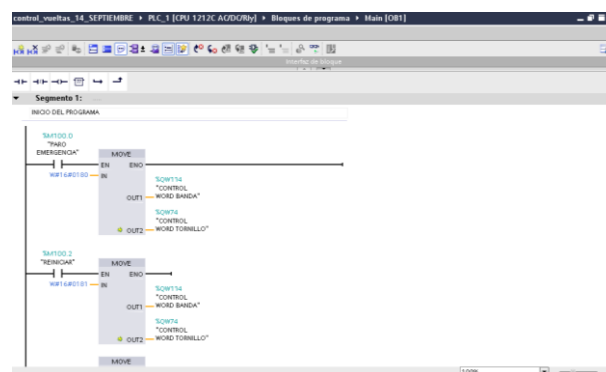 control_vueltas_14_SEPTIEMBRE ▸ PLC_1 [CPU 1212C AC/DC/Rly] ▸ Bloques de programa ▸ Main [OB1]
Interfaz de bloque
Segmento 1:
INICIO DEL PROGRAMA
%M100.0
"PARO
EMERGENCIA"
MOVE
EN ENO
W#16#0180 IN
%QW114
"CONTROL
OUT1 WORD BANDA"
%QW74
"CONTROL
OUT2 WORD TORNILLO"
%M100.2
"REINICIAR"
MOVE
EN ENO
W#16#0101 IN
%QW114
"CONTROL
OUT1 WORD BANDA"
%QW74
"CONTROL
OUT2 WORD TORNILLO"
MOVE
100%